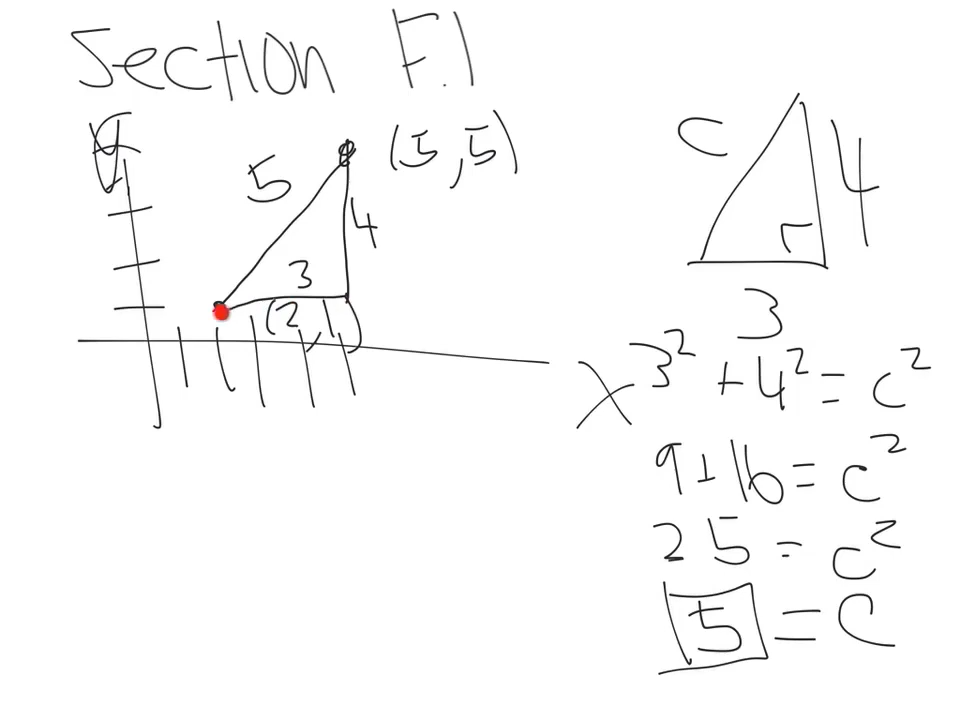 Section F.1
y
(5,5)
5
4
3
(2,1)
x
c
4
3
3² + 4² = c²
9 + 16 = c²
25 = c²
5 = c